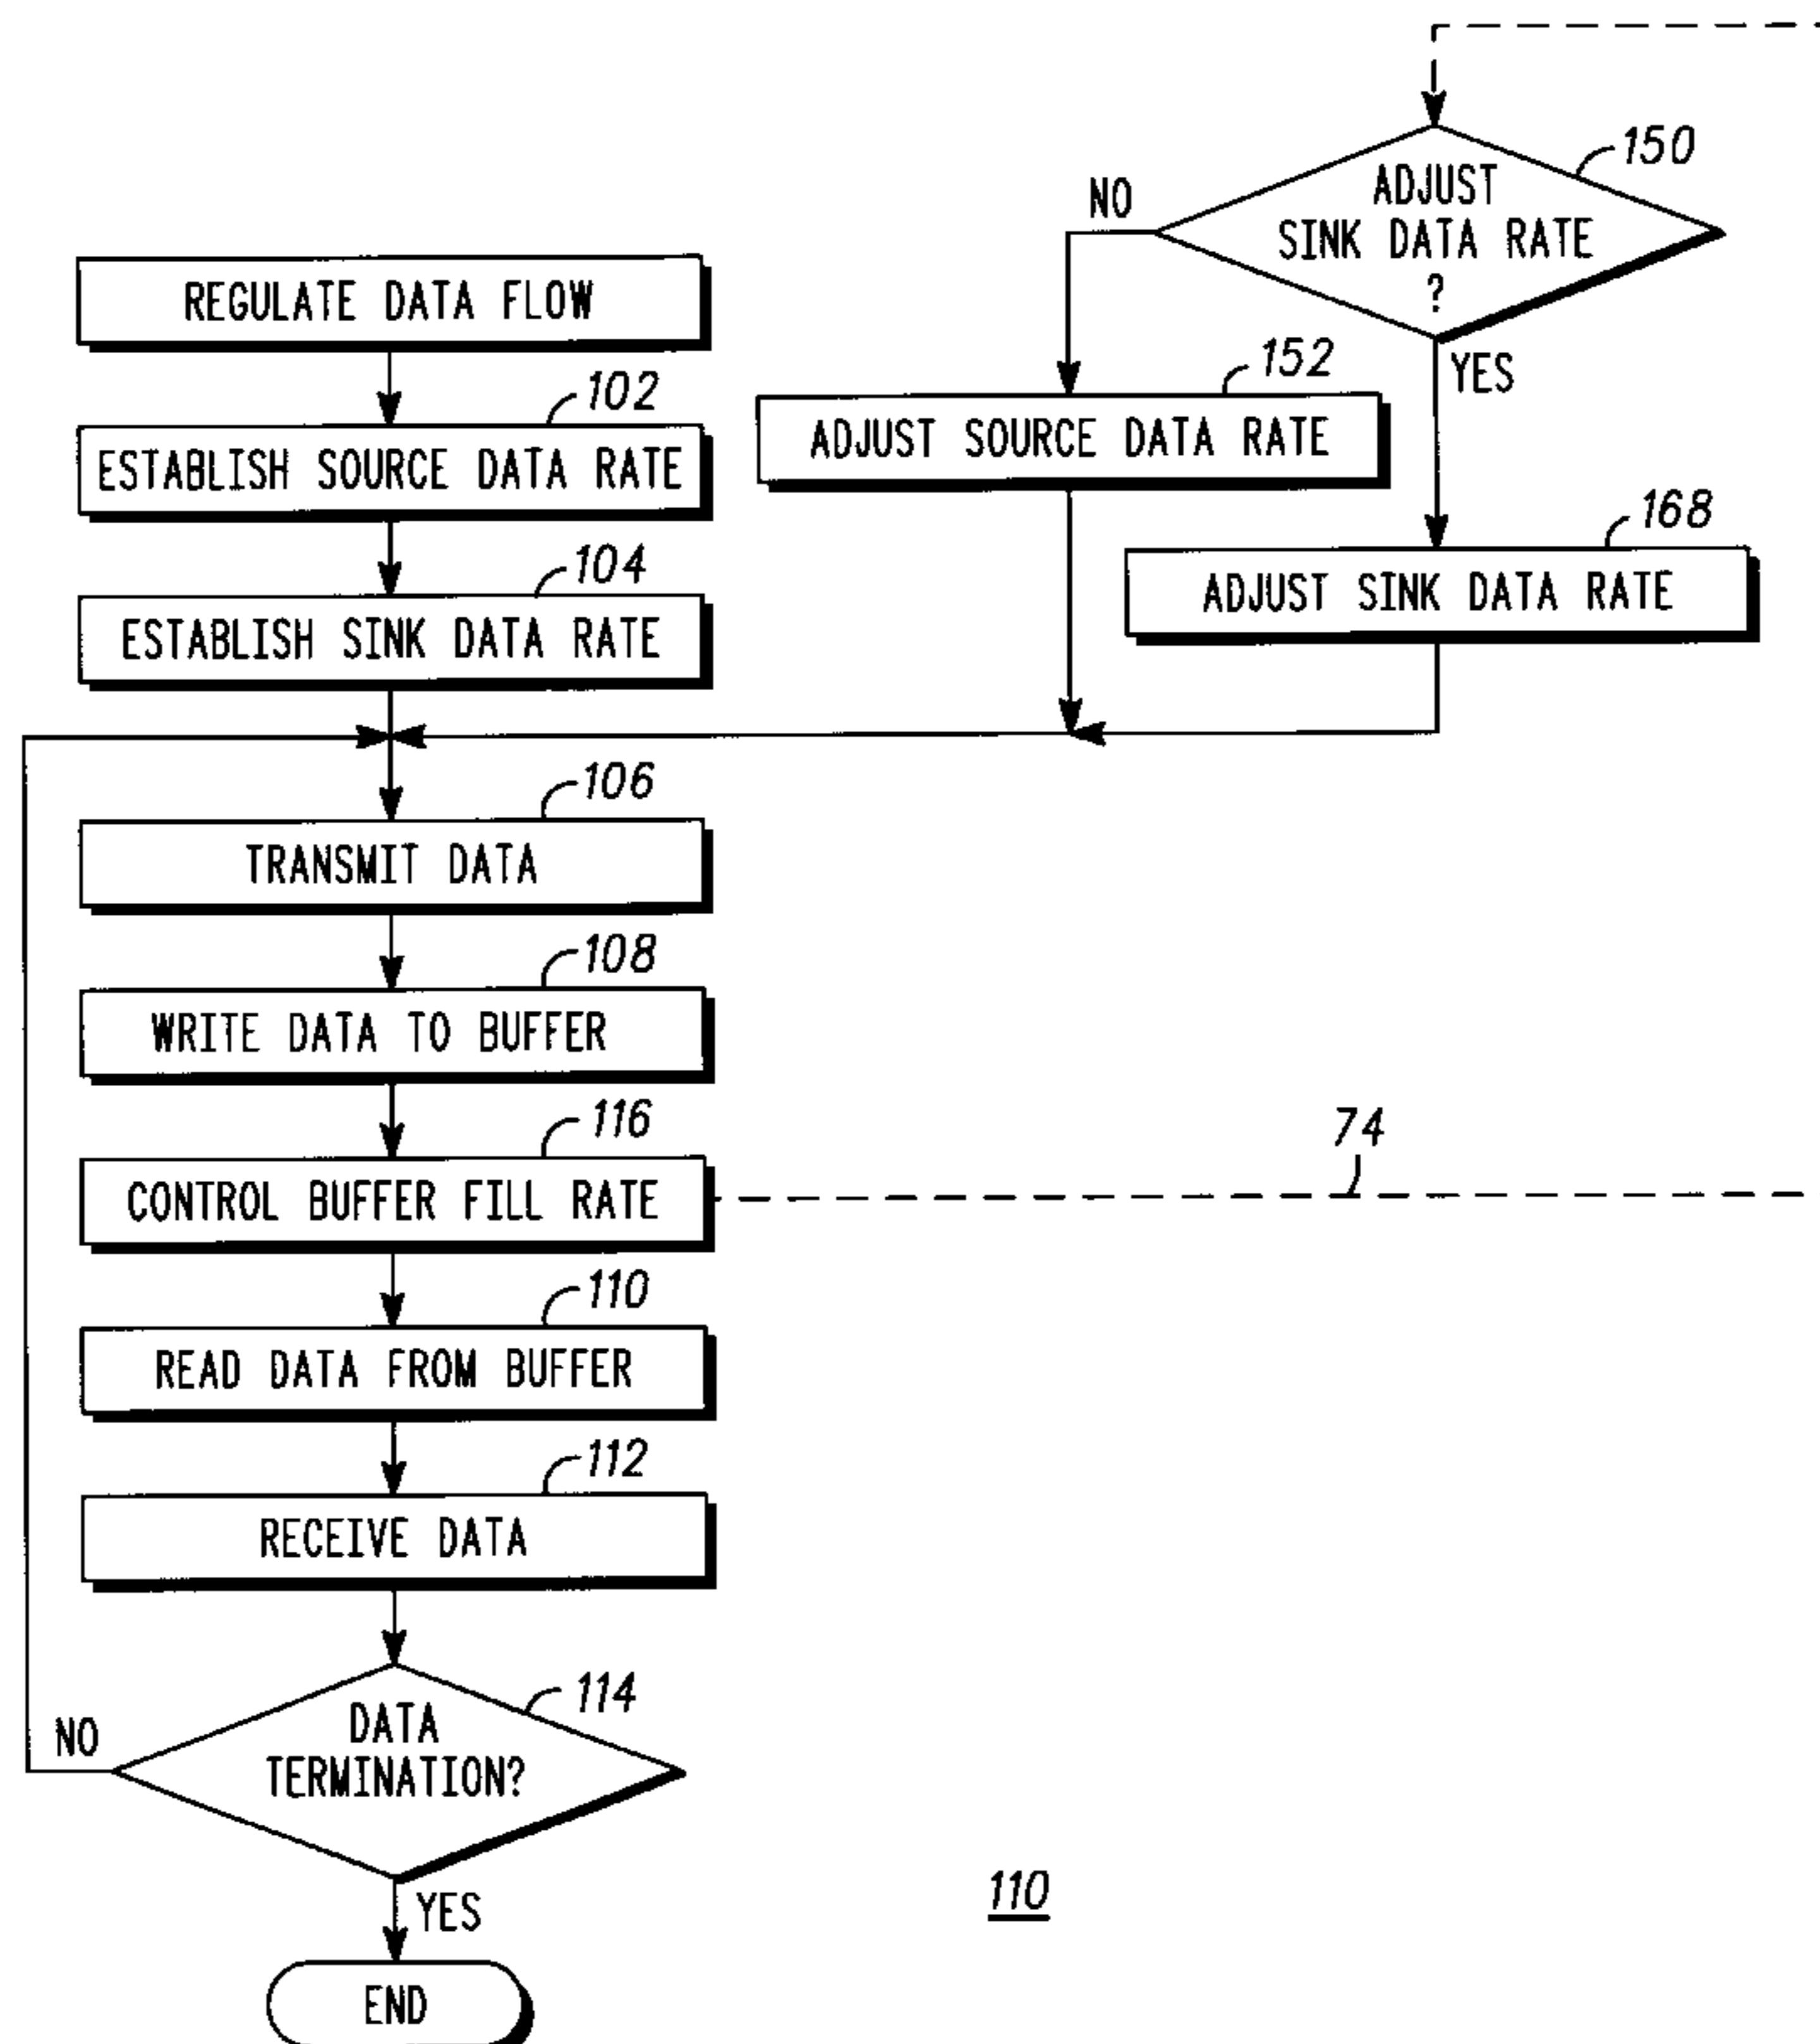 REGULATE DATA FLOW
102
ESTABLISH SOURCE DATA RATE
104
ESTABLISH SINK DATA RATE
106
TRANSMIT DATA
108
WRITE DATA TO BUFFER
116
CONTROL BUFFER FILL RATE
74
110
READ DATA FROM BUFFER
112
RECEIVE DATA
114
DATA
TERMINATION?
NO
YES
END
150
ADJUST
SINK DATA RATE
?
NO
YES
152
ADJUST SOURCE DATA RATE
168
ADJUST SINK DATA RATE
110